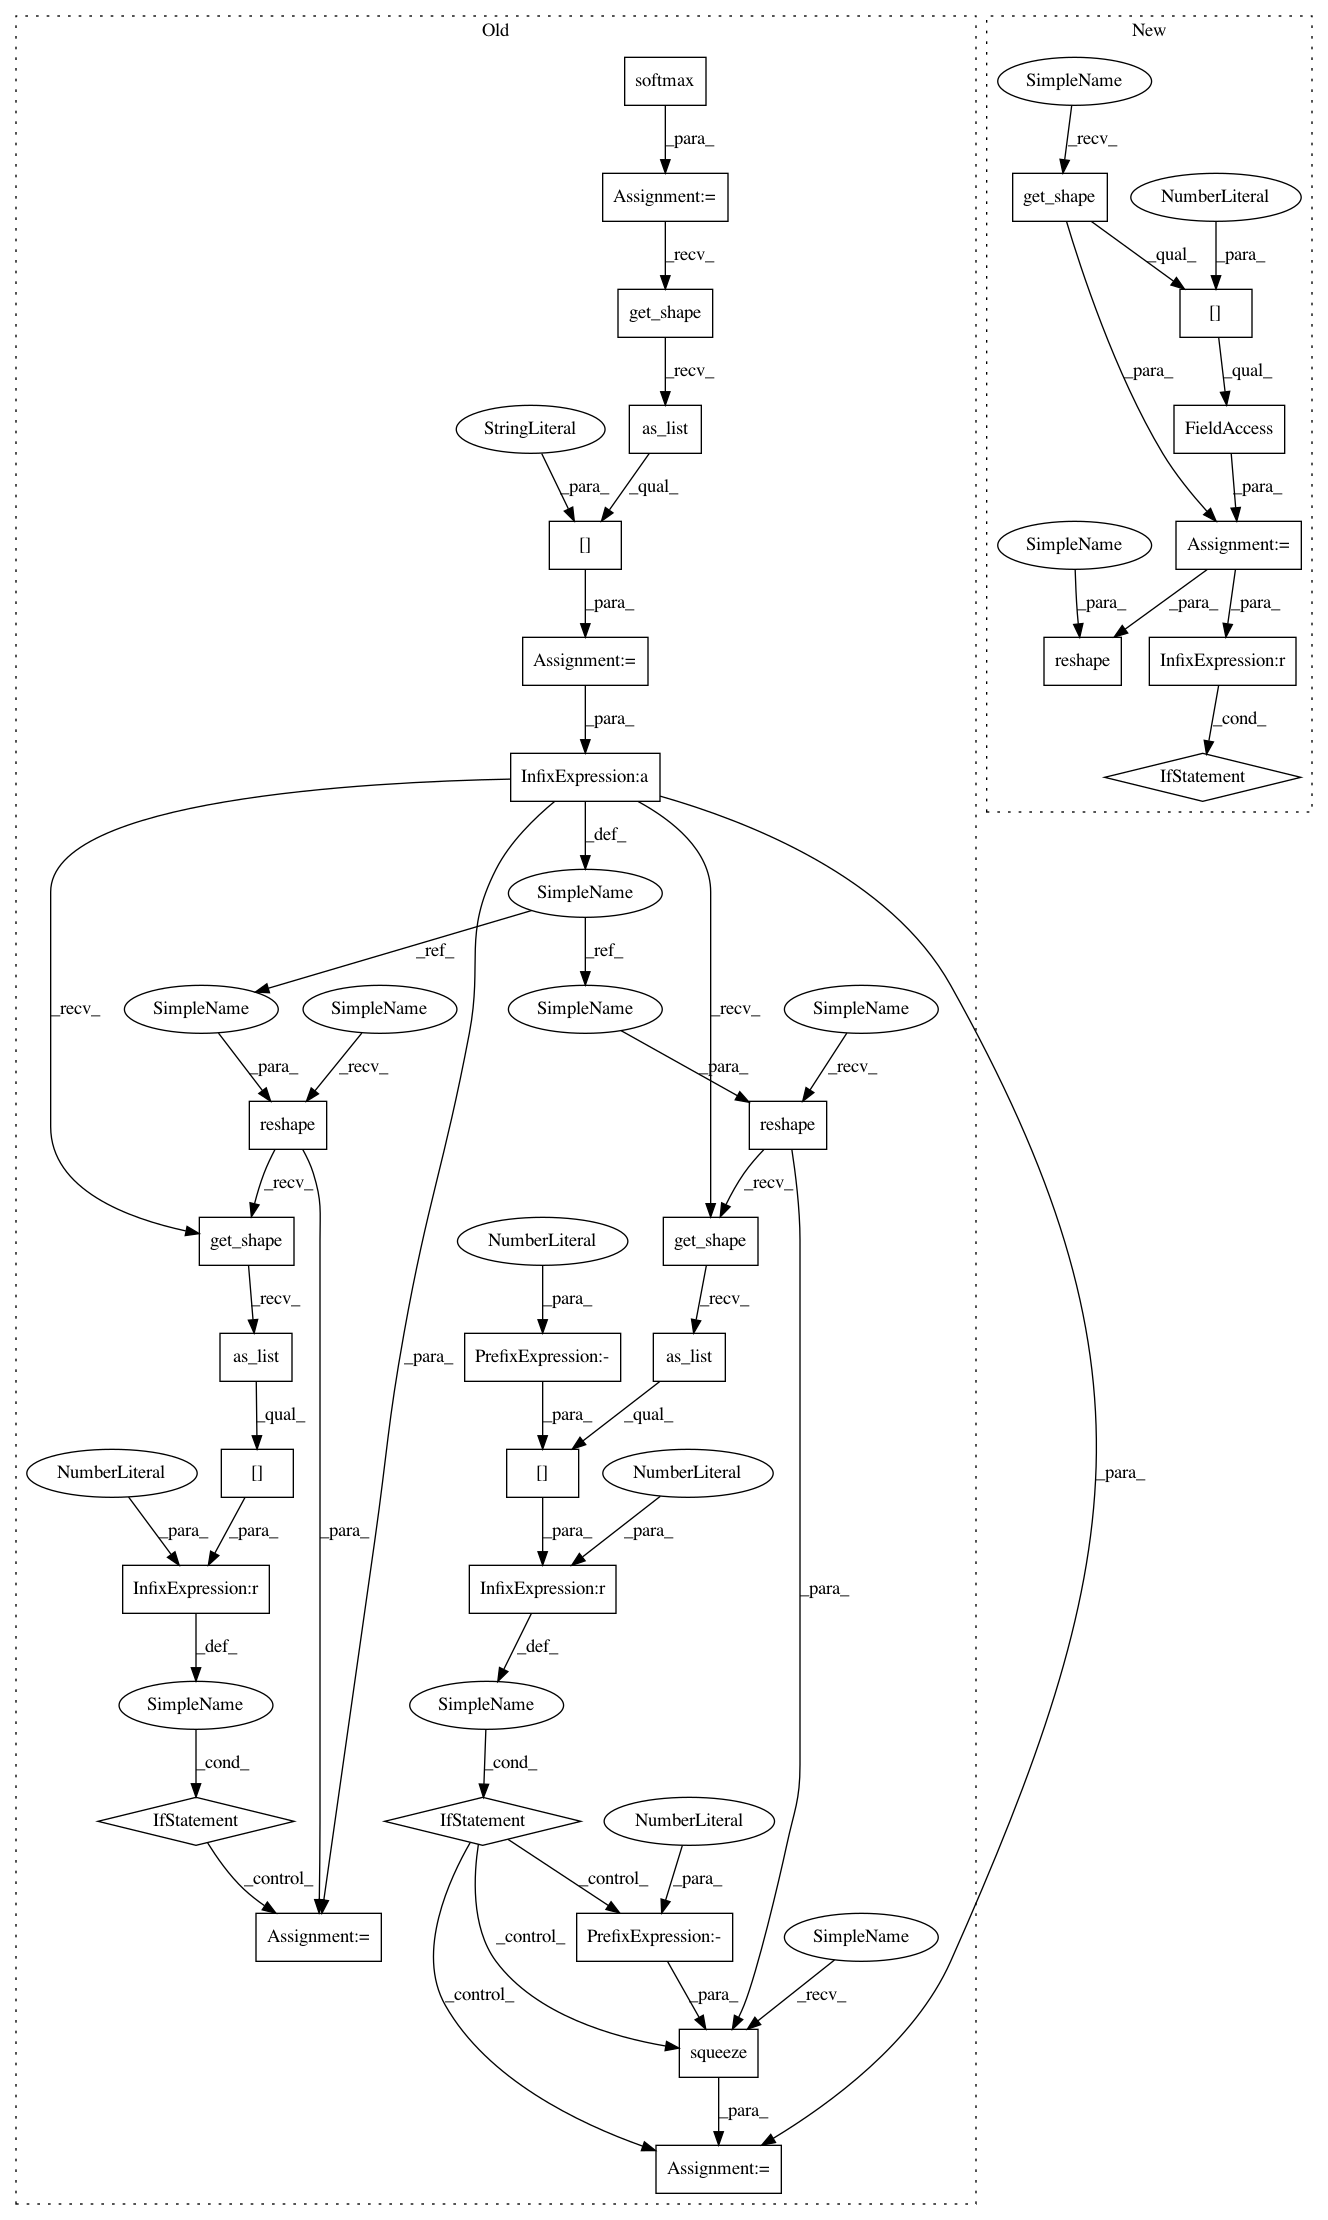 Old
New
softmax
SimpleName
_para_
_recv_
Assignment:=
get_shape
NumberLiteral
_recv_
_qual_
_para_
get_shape
[]
_recv_
_para_
_qual_
StringLiteral
as_list
FieldAccess
_para_
_qual_
_para_
[]
SimpleName
Assignment:=
_para_
_para_
_para_
_para_
Assignment:=
reshape
InfixExpression:r
_para_
_cond_
InfixExpression:a
IfStatement
_def_
SimpleName
_ref_
_ref_
_recv_
SimpleName
SimpleName
_recv_
SimpleName
SimpleName
_para_
_recv_
_para_
_recv_
reshape
reshape
_recv_
_recv_
get_shape
NumberLiteral
get_shape
_recv_
_para_
_recv_
as_list
_para_
PrefixExpression:-
as_list
_qual_
_para_
_qual_
NumberLiteral
[]
[]
NumberLiteral
_para_
_para_
_para_
_para_
_para_
_para_
InfixExpression:r
InfixExpression:r
_para_
_def_
_def_
SimpleName
SimpleName
_cond_
_cond_
IfStatement
IfStatement
NumberLiteral
_control_
_control_
_para_
Assignment:=
_control_
PrefixExpression:-
SimpleName
_control_
_para_
_recv_
squeeze
_para_
Assignment:=